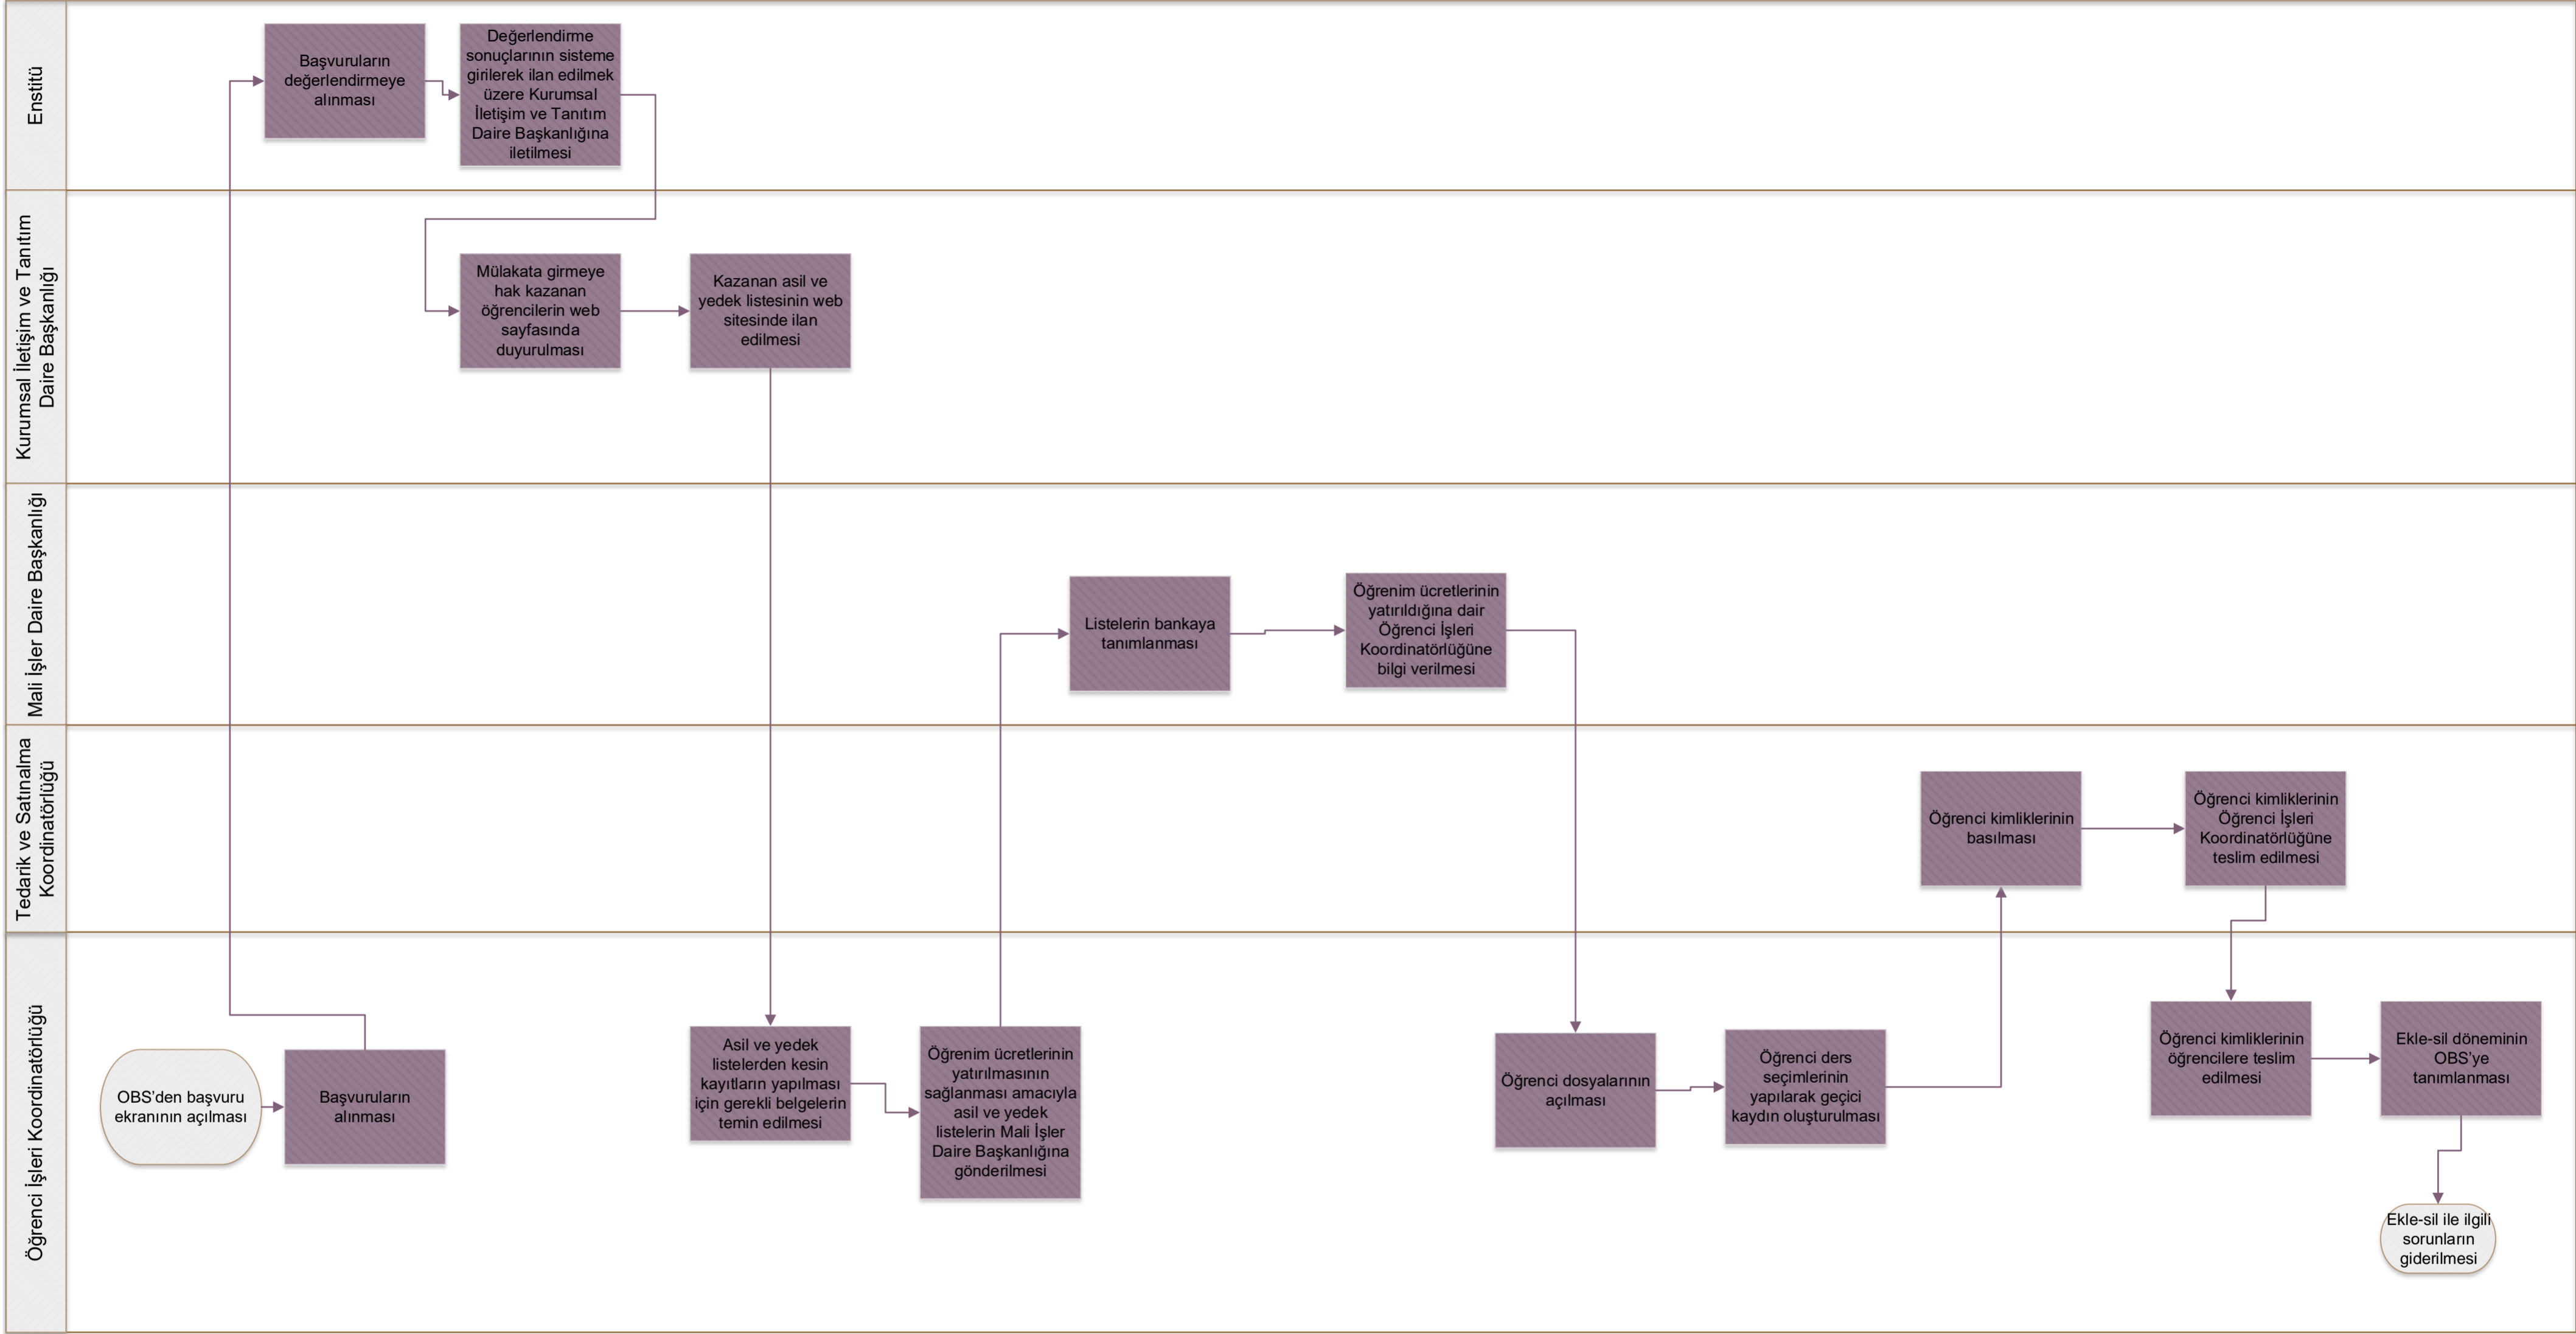 Enstitü
Başvuruların
değerlendirmeye
alınması
Değerlendirme
sonuçlarının sisteme
girilerek ilan edilmek
üzere Kurumsal
İletişim ve Tanıtım
Daire Başkanlığına
iletilmesi
Kurumsal İletişim ve Tanıtım
Daire Başkanlığı
Mülakata girmeye
hak kazanan
öğrencilerin web
sayfasında
duyurulması
Kazanan asil ve
yedek listesinin web
sitesinde ilan
edilmesi
Mali İşler Daire Başkanlığı
Listelerin bankaya
tanımlanması
Öğrenim ücretlerinin
yatırıldığına dair
Öğrenci İşleri
Koordinatörlüğüne
bilgi verilmesi
Tedarik ve Satınalma
Koordinatörlüğü
Öğrenci kimliklerinin
basılması
Öğrenci kimliklerinin
Öğrenci İşleri
Koordinatörlüğüne
teslim edilmesi
Öğrenci İşleri Koordinatörlüğü
OBS'den başvuru
ekranının açılması
Başvuruların
alınması
Asil ve yedek
listelerden kesin
kayıtların yapılması
için gerekli belgelerin
temin edilmesi
Öğrenim ücretlerinin
yatırılmasının
sağlanması amacıyla
asil ve yedek
listelerin Mali İşler
Daire Başkanlığına
gönderilmesi
Öğrenci dosyalarının
açılması
Öğrenci ders
seçimlerinin
yapılarak geçici
kaydın oluşturulması
Öğrenci kimliklerinin
öğrencilere teslim
edilmesi
Ekle-sil döneminin
OBS'ye
tanımlanması
Ekle-sil ile ilgili
sorunların
giderilmesi